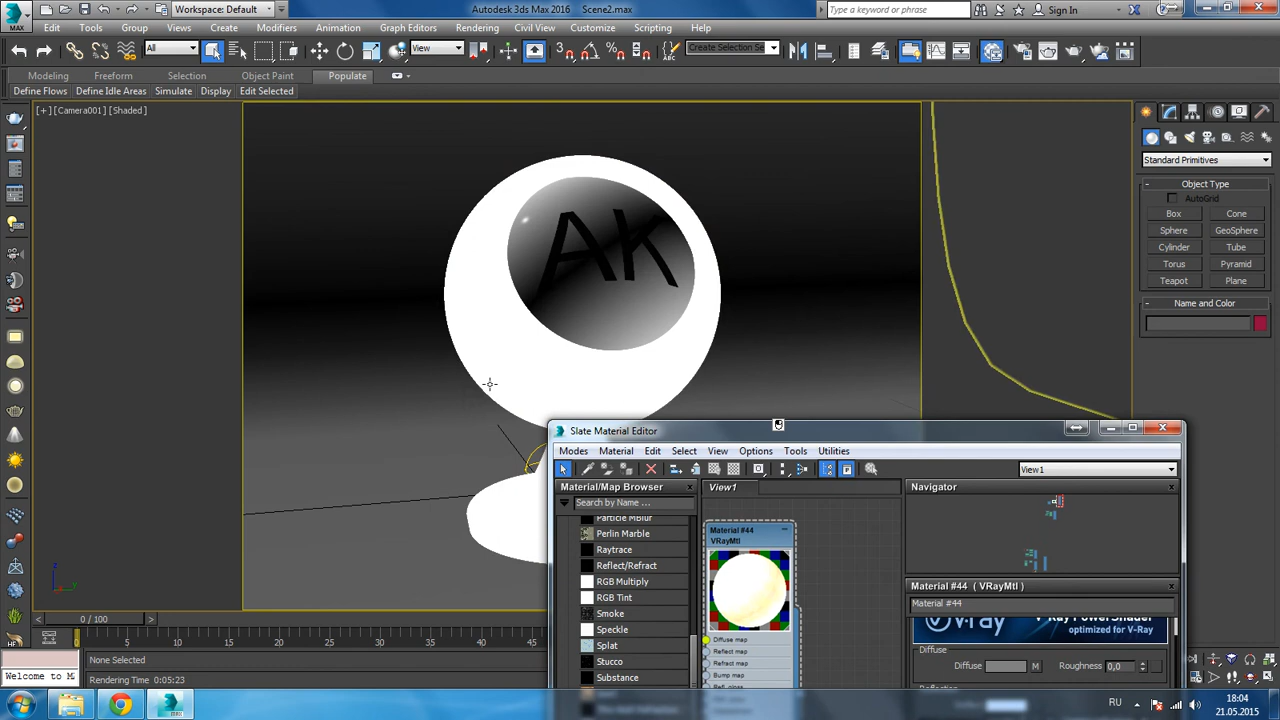 Workspace: Default
Autodesk 3ds Max 2016 Scene2.max
Type a keyword or phrase
Sign In
MAX
Edit Tools Group Views Create Modifiers Animation Graph Editors Rendering Civil View Customize Scripting Help
All
View
Create Selection Se
Modeling Freeform Selection Object Paint Populate
Define Flows Define Idle Areas Simulate Display Edit Selected
[+] [Camera001] [Shaded]
AK
Standard Primitives
Object Type
AutoGrid
Box Cone
Sphere GeoSphere
Cylinder Tube
Torus Pyramid
Teapot Plane
Name and Color
Slate Material Editor
Modes Material Edit Select View Options Tools Utilities
View1
Material/Map Browser
View1
Navigator
Search by Name ...
Particle MBlur
Perlin Marble
Raytrace
Reflect/Refract
RGB Multiply
RGB Tint
Smoke
Speckle
Splat
Stucco
Substance
Material #44
VRayMtl
Diffuse map
Reflect map
Refract map
Bump map
Refl. gloss
Material #44 ( VRayMtl )
Material #44
V-Ray PowerShader
optimized for V-Ray
Diffuse
Diffuse M Roughness 0,0
0 / 100
0 5 10 15 20 25 30 35 40 45
None Selected
Welcome to M
Rendering Time 0:05:23
RU
18:04
21.05.2015